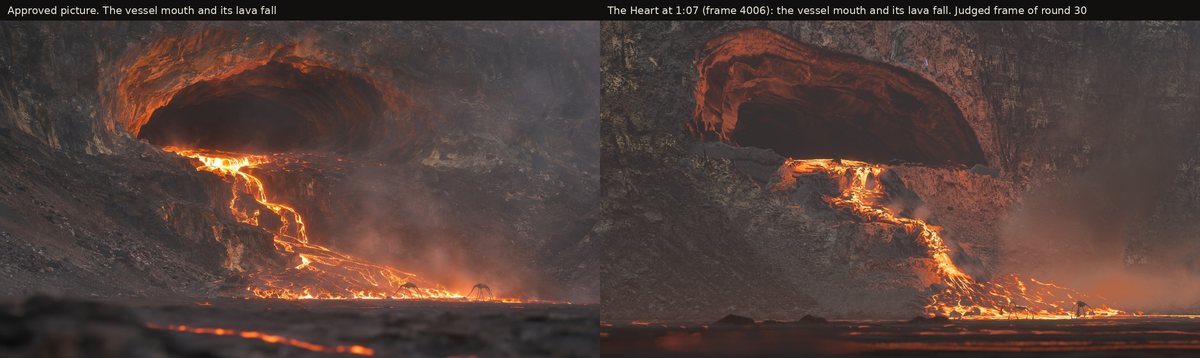 Approved picture. The vessel mouth and its lava fall
The Heart at 1:07 (frame 4006): the vessel mouth and its lava fall. Judged frame of round 30